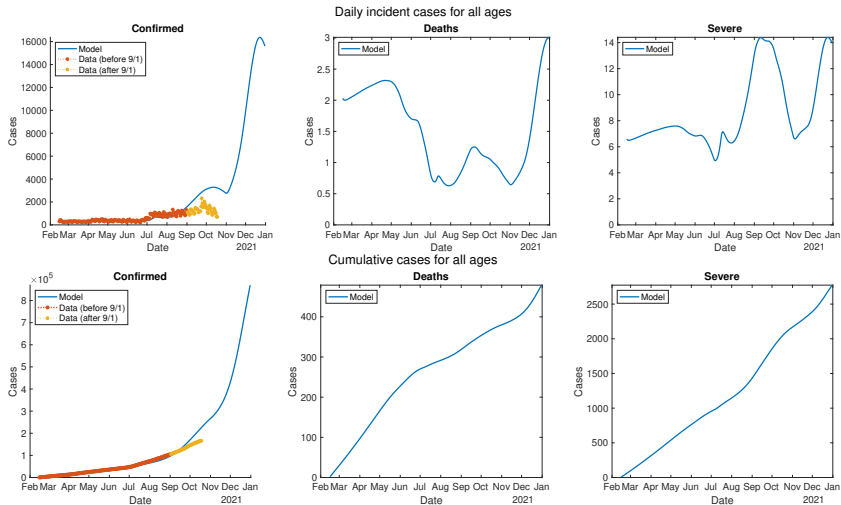 Daily incident cases for all ages
Confirmed
Deaths
Severe
16000
14000
12000
10000
8000
6000
4000
2000
0
Cases
Model
Data (before 9/1)
Data (after 9/1)
Feb Mar Apr May Jun Jul Aug Sep Oct Nov Dec Jan
Date
2021
3
2.5
2
1.5
1
0.5
0
Cases
Model
Feb Mar Apr May Jun Jul Aug Sep Oct Nov Dec Jan
Date
2021
14
12
10
8
6
4
2
0
Cases
Model
Feb Mar Apr May Jun Jul Aug Sep Oct Nov Dec Jan
Date
2021
Cumulative cases for all ages
×10⁵
Confirmed
Deaths
Severe
8
7
6
5
4
3
2
1
0
Cases
Model
Data (before 9/1)
Data (after 9/1)
Feb Mar Apr May Jun Jul Aug Sep Oct Nov Dec Jan
Date
2021
400
300
200
100
0
Cases
Model
Feb Mar Apr May Jun Jul Aug Sep Oct Nov Dec Jan
Date
2021
2500
2000
1500
1000
500
0
Cases
Model
Feb Mar Apr May Jun Jul Aug Sep Oct Nov Dec Jan
Date
2021